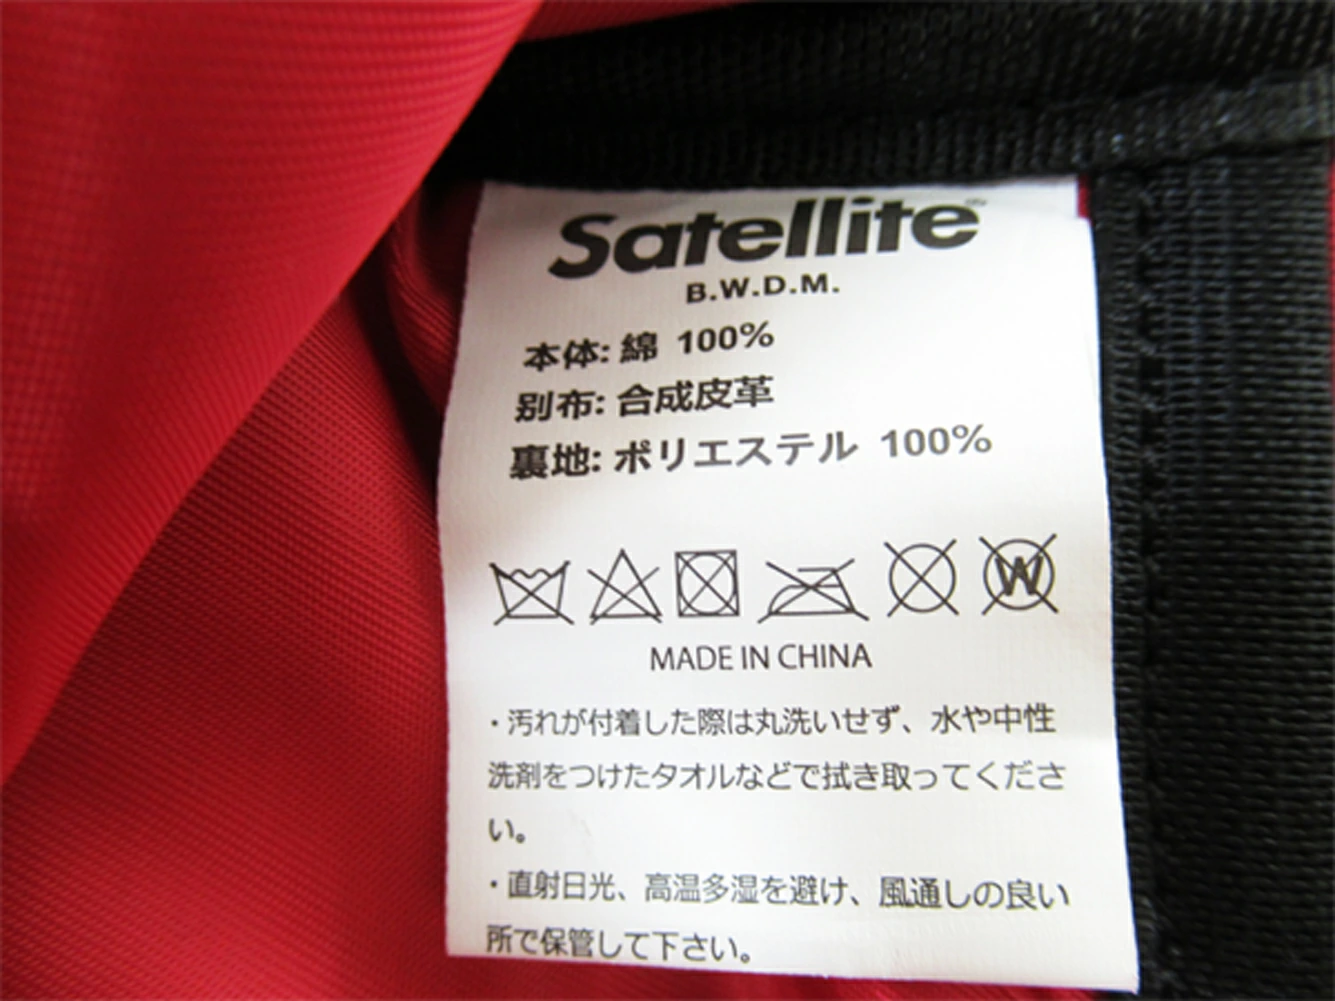 Satellite
B.W.D.M.
本体: 綿 100%
別布: 合成皮革
裏地: ポリエステル 100%
W
MADE IN CHINA
・汚れが付着した際は丸洗いせず、水や中性
洗剤をつけたタオルなどで拭き取ってくださ
い。
・直射日光、高温多湿を避け、風通しの良い
所で保管して下さい。